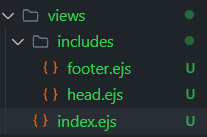 views
includes
{ } footer.ejs U
{ } head.ejs U
{ } index.ejs U